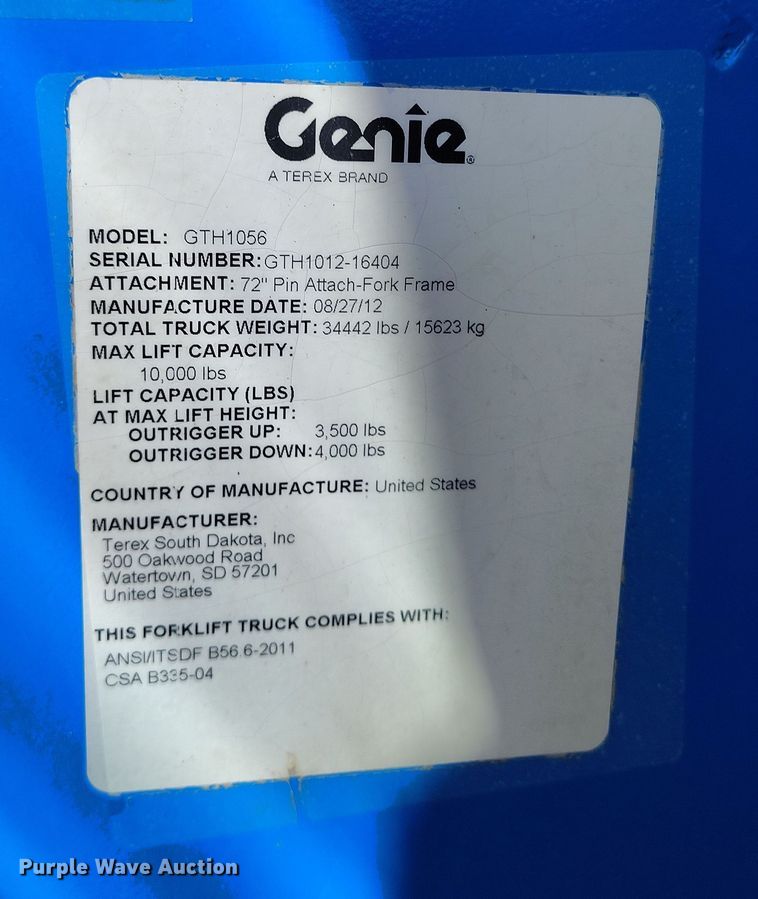 Genie®
A TEREX BRAND
MODEL: GTH1056
SERIAL NUMBER:GTH1012-16404
ATTACHMENT: 72" Pin Attach-Fork Frame
MANUFACTURE DATE: 08/27/12
TOTAL TRUCK WEIGHT: 34442 lbs / 15623 kg
MAX LIFT CAPACITY:
10,000 lbs
LIFT CAPACITY (LBS)
AT MAX LIFT HEIGHT:
OUTRIGGER UP: 3,500 lbs
OUTRIGGER DOWN:4,000 lbs
COUNTRY OF MANUFACTURE: United States
MANUFACTURER:
Terex South Dakota, Inc
500 Oakwood Road
Watertown, SD 57201
United States
THIS FORKLIFT TRUCK COMPLIES WITH:
ANSI/ITSDF B56.6-2011
CSA B335-04
Purple Wave Auction